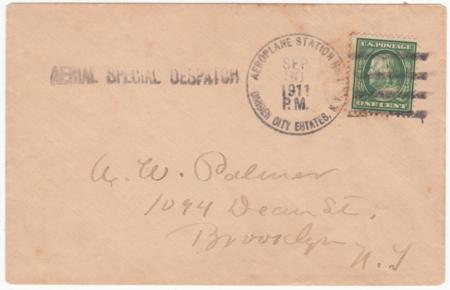 AERIAL SPECIAL DESPATCH
AEROPLANE STATION No.
SEP
30
1911
P.M.
GARDEN CITY ESTATES, N.Y.
U.S. POSTAGE
ONE CENT
A. W. Palmer
1094 Dean St.
Brooklyn
N.Y